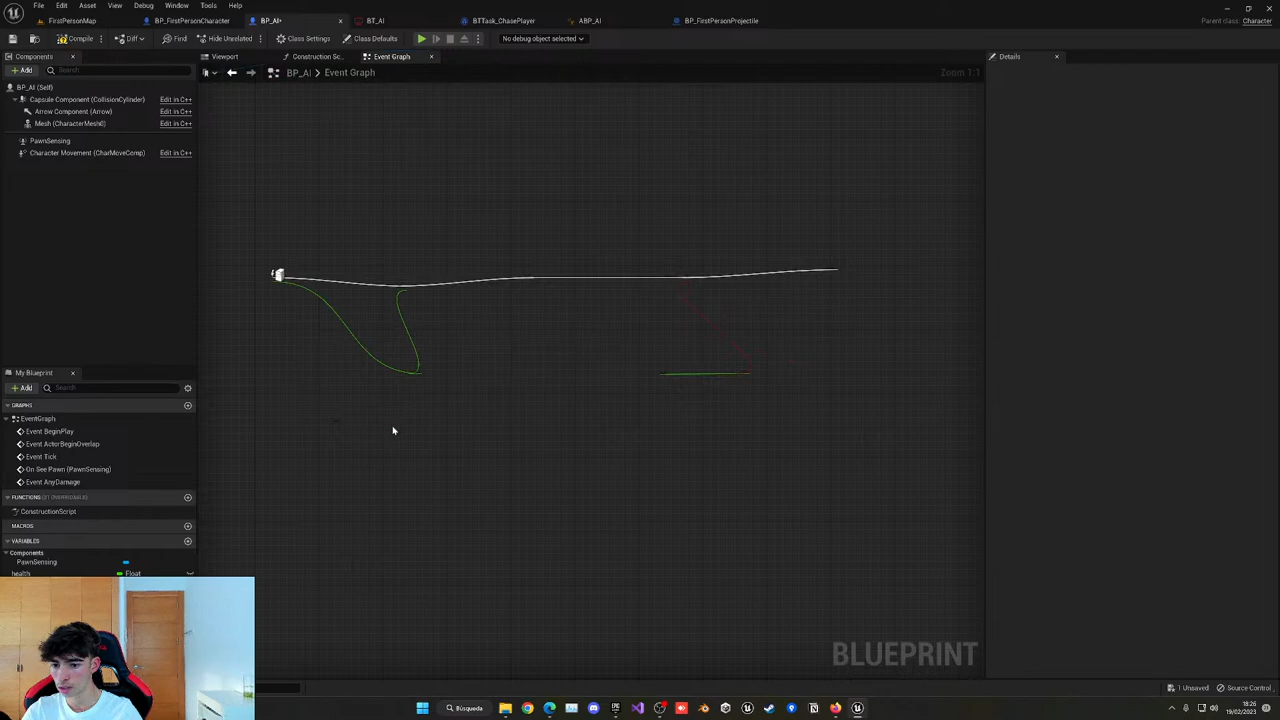 File Edit Asset View Debug Window Tools Help
FirstPersonMap BP_FirstPersonCharacter BP_AI* BT_AI BTTask_ChasePlayer ABP_AI BP_FirstPersonProjectile Parent class: Character
Compile Diff Find Hide Unrelated Class Settings Class Defaults No debug object selected
Components Viewport Construction Sc... Event Graph Details
Add Search BP_AI > Event Graph Zoom 1:1
BP_AI (Self)
Capsule Component (CollisionCylinder) Edit in C++
Arrow Component (Arrow) Edit in C++
Mesh (CharacterMesh0) Edit in C++
PawnSensing
Character Movement (CharMoveComp) Edit in C++
My Blueprint
Add Search
GRAPHS
EventGraph
Event BeginPlay
Event ActorBeginOverlap
Event Tick
On See Pawn (PawnSensing)
Event AnyDamage
FUNCTIONS
ConstructionScript
MACROS
VARIABLES
Components
PawnSensing
health Float
BLUEPRINT
1 Unsaved Source Control
Búsqueda
18:26
19/02/2023